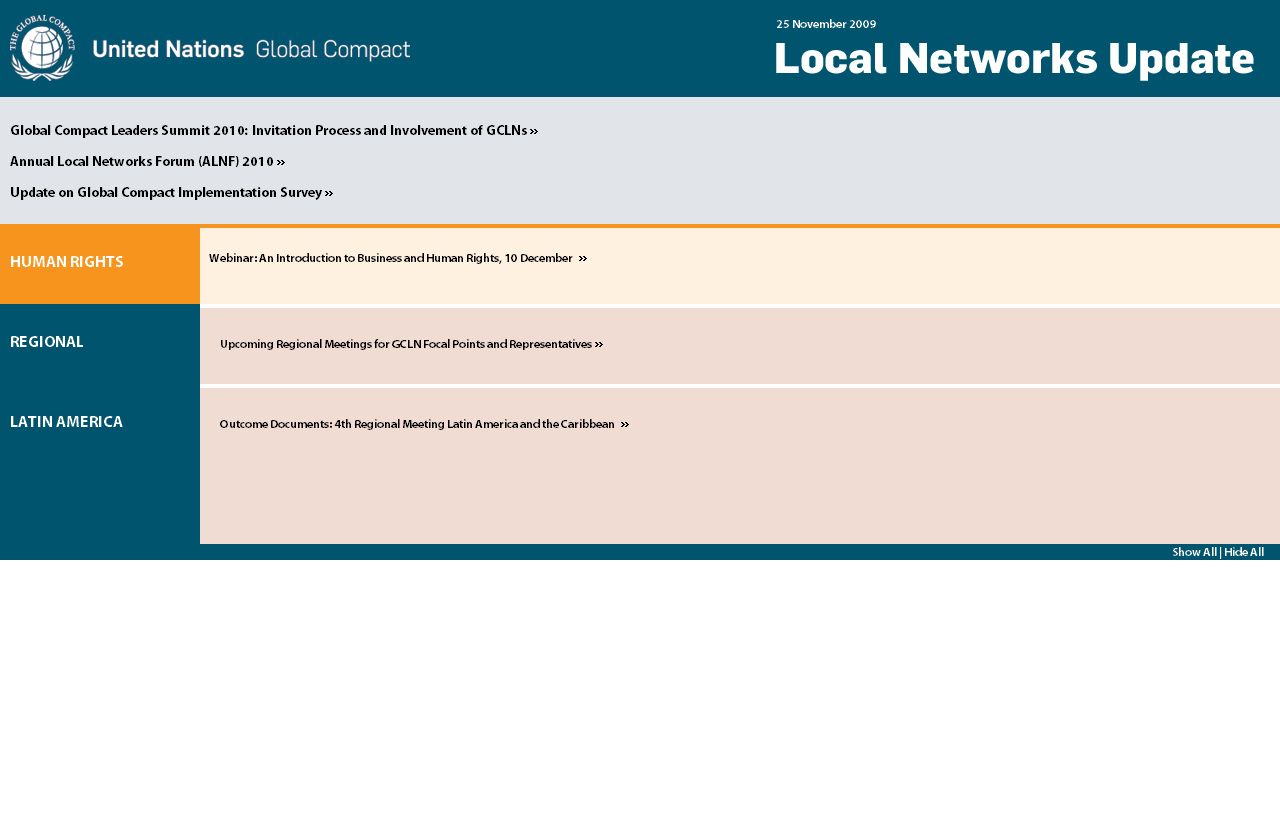 THE GLOBAL COMPACT
United Nations Global Compact
25 November 2009
Local Networks Update
Global Compact Leaders Summit 2010: Invitation Process and Involvement of GCLNs »
Annual Local Networks Forum (ALNF) 2010 »
Update on Global Compact Implementation Survey »
HUMAN RIGHTS
Webinar: An Introduction to Business and Human Rights, 10 December »
REGIONAL
Upcoming Regional Meetings for GCLN Focal Points and Representatives »
LATIN AMERICA
Outcome Documents: 4th Regional Meeting Latin America and the Caribbean »
Show All | Hide All